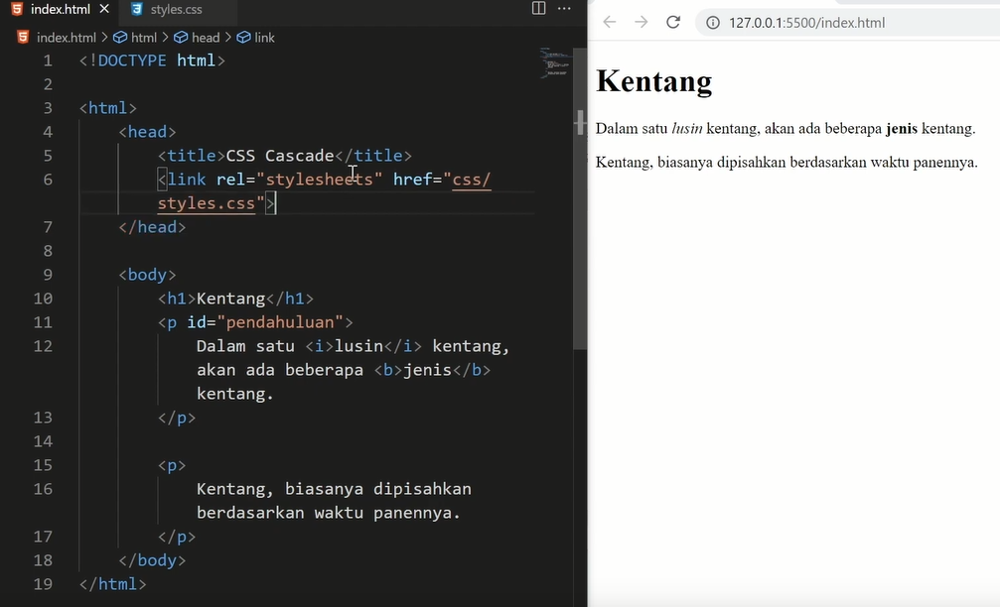 index.html
styles.css
index.html > html > head > link
127.0.0.1:5500/index.html
1 <!DOCTYPE html>
2
3 <html>
4 <head>
5 <title>CSS Cascade</title>
6 <link rel="stylesheets" href="css/
styles.css">
7 </head>
8
9 <body>
10 <h1>Kentang</h1>
11 <p id="pendahuluan">
12 Dalam satu <i>lusin</i> kentang,
akan ada beberapa <b>jenis</b>
kentang.
13 </p>
14
15 <p>
16 Kentang, biasanya dipisahkan
berdasarkan waktu panennya.
17 </p>
18 </body>
19 </html>
Kentang
Dalam satu lusin kentang, akan ada beberapa jenis kentang.
Kentang, biasanya dipisahkan berdasarkan waktu panennya.